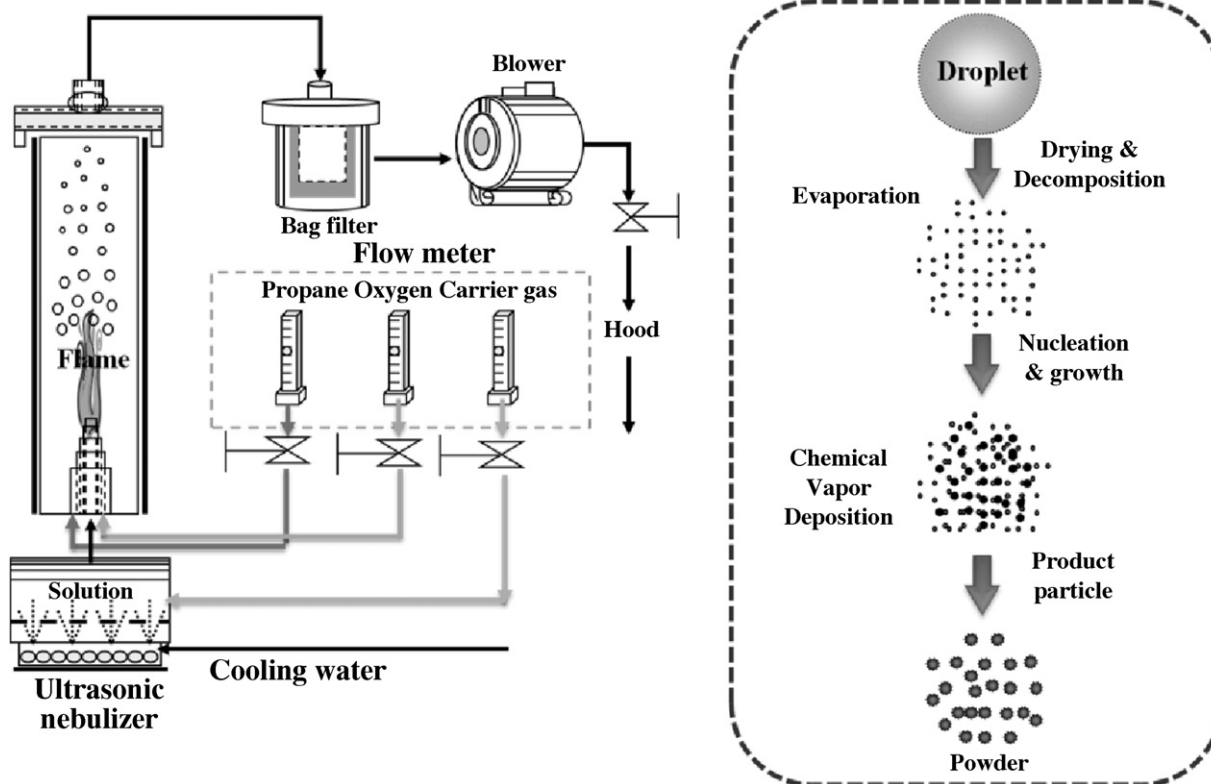 Blower
Bag filter
Flow meter
Propane Oxygen Carrier gas
Hood
Flame
Solution
Cooling water
Ultrasonic
nebulizer
Droplet
Drying &
Decomposition
Evaporation
Nucleation
& growth
Chemical
Vapor
Deposition
Product
particle
Powder